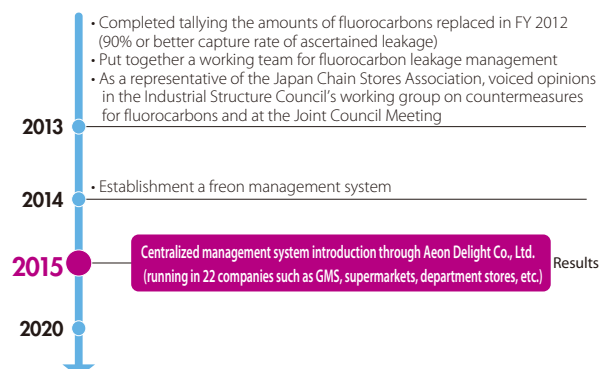 • Completed tallying the amounts of fluorocarbons replaced in FY 2012
(90% or better capture rate of ascertained leakage)
• Put together a working team for fluorocarbon leakage management
• As a representative of the Japan Chain Stores Association, voiced opinions
in the Industrial Structure Council's working group on countermeasures
for fluorocarbons and at the Joint Council Meeting
2013
• Establishment a freon management system
2014
Centralized management system introduction through Aeon Delight Co., Ltd.
(running in 22 companies such as GMS, supermarkets, department stores, etc.)
2015
Results
2020